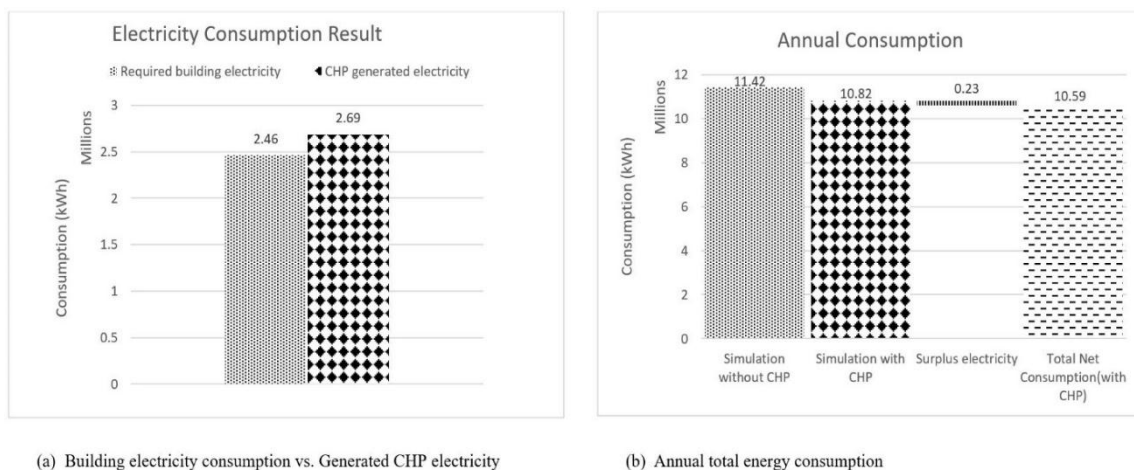 Electricity Consumption Result
Required building electricity
CHP generated electricity
Millions
Consumption (kWh)
3
2.5
2
1.5
1
0.5
0
2.46
2.69
(a) Building electricity consumption vs. Generated CHP electricity
Annual Consumption
Millions
Consumption (kWh)
12
10
8
6
4
2
0
11.42
10.82
0.23
10.59
Simulation
without CHP
Simulation with
CHP
Surplus electricity
Total Net
Consumption(with
CHP)
(b) Annual total energy consumption